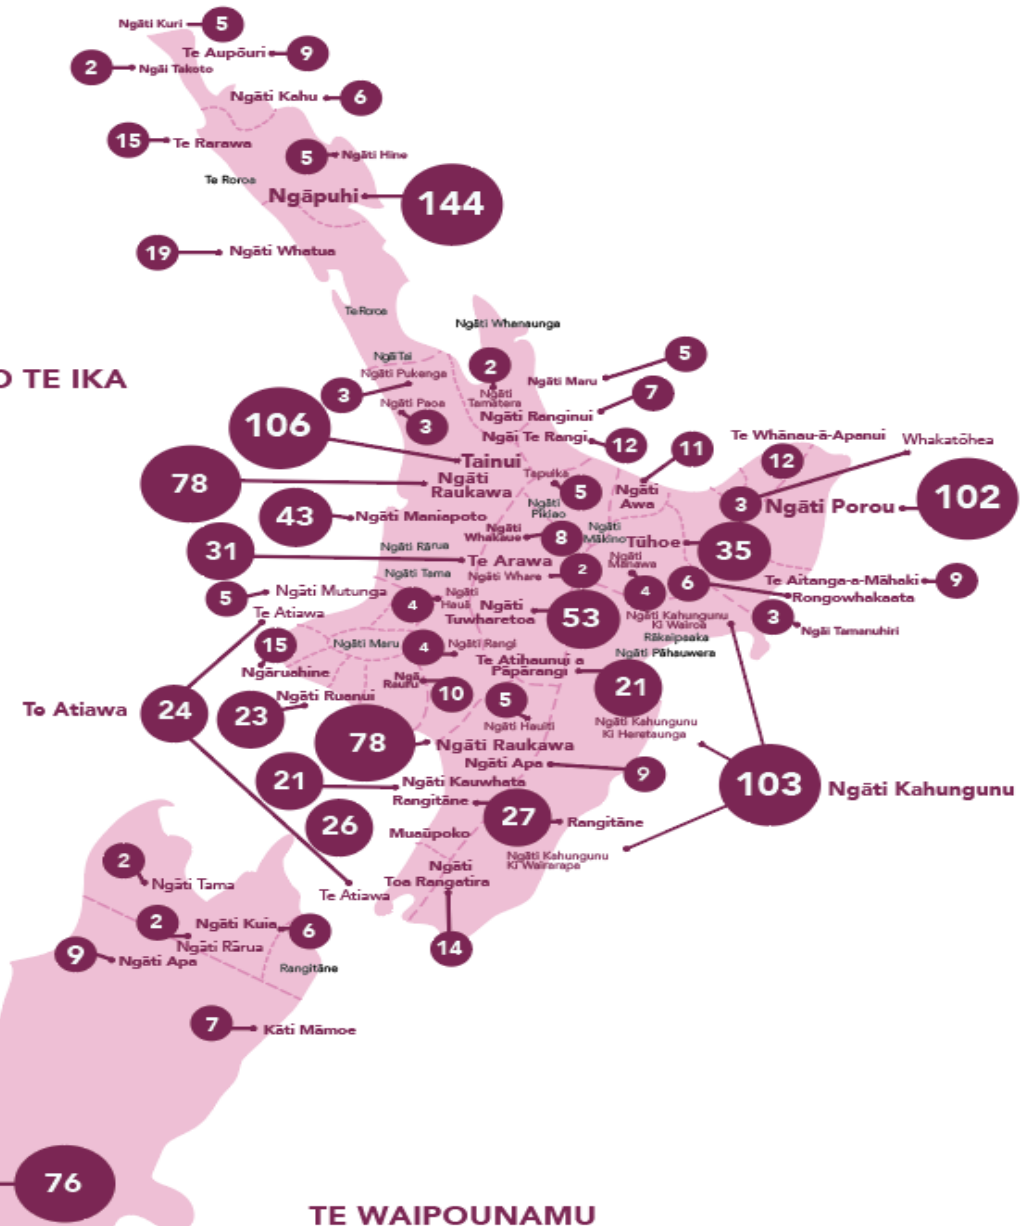 Ngāti Kuri
5
Te Aupōuri
9
2
Ngāi Takoto
Ngāti Kahu
6
15
Te Rarawa
5
Ngāti Hine
Te Roroa
Ngāpuhi
144
19
Ngāti Whatua
Te Roroa
Ngāti Whanaunga
NgāiTai
2
Ngāti Maru
5
O TE IKA
Ngāti Pukenga
3
Ngāti
Tamatera
7
Ngāti Paoa
3
Ngāti Ranginui
106
Ngāi Te Rangi
12
11
Te Whānau-ā-Apanui
12
Whakatōhea
Tainui
78
Ngāti
Raukawa
Tapuika
5
Ngāti
Awa
3
Ngāti Porou
102
43
Ngāti Maniapoto
Ngāti
Pikiao
Ngāti
Whakaue
8
Ngāti
Mākino
Tūhoe
35
31
Ngāti Rārua
Te Arawa
Ngāti
Manawa
Ngāti Tama
Ngāti Whare
2
4
6
Te Aitanga-a-Māhaki
9
Rongowhakaata
5
Ngāti Mutunga
4
Ngāti
Hauā
Ngāti
Tuwharetoa
53
Te Atiawa
Ngāti Kahungunu
Ki Wairoa
3
Ngāi Tamanuhiri
Rākaipaaka
15
Ngāti Maru
4
Ngāti Rangi
Ngāti Pāhauwera
Ngāruahine
Te Atihaunui a
Pāpārangi
21
Ngā
Rauru
10
5
Te Atiawa
24
23
Ngāti Ruanui
Ngāti Hauiti
Ngāti Kahungunu
Ki Heretaunga
78
Ngāti Raukawa
Ngāti Apa
9
21
Ngāti Kauwhata
103
Ngāti Kahungunu
Rangitāne
27
Rangitāne
26
Muaūpoko
Ngāti Kahungunu
Ki Wairarapa
2
Ngāti Tama
Ngāti
Toa Rangatira
Te Atiawa
2
Ngāti Kuia
6
14
Ngāti Rārua
9
Ngāti Apa
Rangitāne
7
Kāti Māmoe
76
TE WAIPOUNAMU